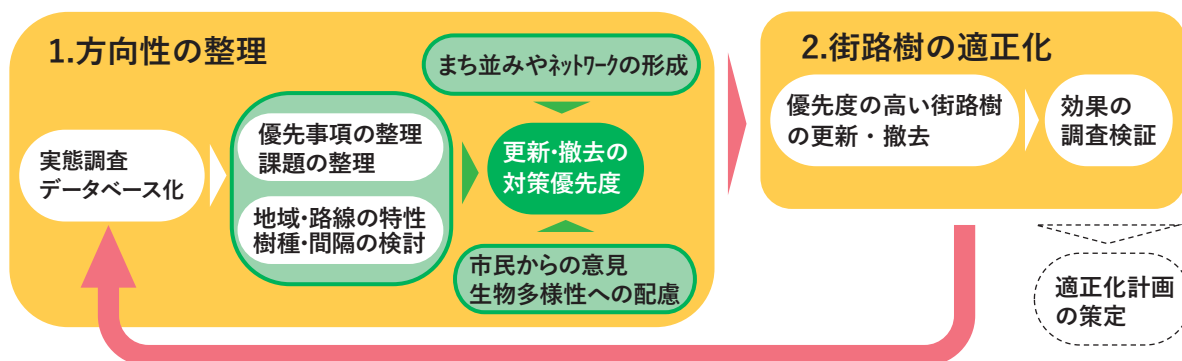 1.方向性の整理
まち並みやネットワークの形成
実態調査
データベース化
優先事項の整理
課題の整理
地域・路線の特性
樹種・間隔の検討
更新・撤去の
対策優先度
市民からの意見
生物多様性への配慮
2.街路樹の適正化
優先度の高い街路樹
の更新・撤去
効果の
調査検証
適正化計画
の策定